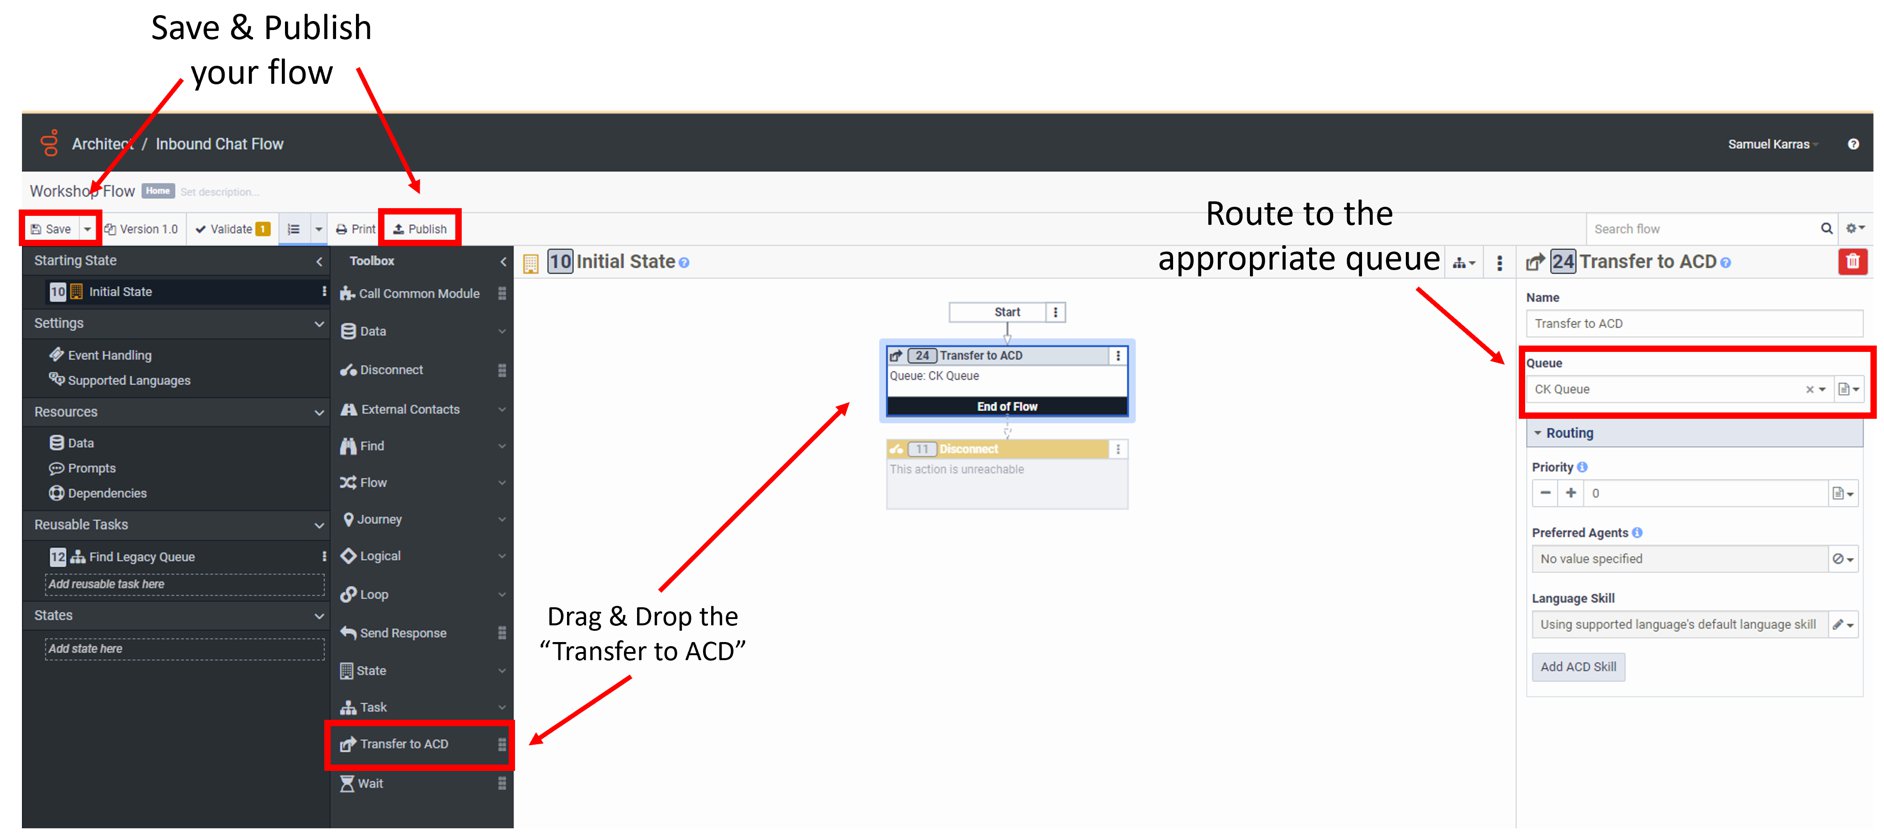 Save & Publish
your flow
Architect / Inbound Chat Flow
Samuel Karras
Workshop Flow Home Set description...
Route to the
appropriate queue
Save Version 1.0 Validate 1 Print Publish
Search flow
Starting State
10 Initial State
Settings
Event Handling
Supported Languages
Resources
Data
Prompts
Dependencies
Reusable Tasks
12 Find Legacy Queue
Add reusable task here
States
Add state here
Toolbox
Call Common Module
Data
Disconnect
External Contacts
Find
Flow
Journey
Logical
Loop
Send Response
State
Task
Transfer to ACD
Wait
10 Initial State
Start
24 Transfer to ACD
Queue: CK Queue
End of Flow
11 Disconnect
This action is unreachable
Drag & Drop the
“Transfer to ACD”
24 Transfer to ACD
Name
Transfer to ACD
Queue
CK Queue
Routing
Priority
0
Preferred Agents
No value specified
Language Skill
Using supported language's default language skill
Add ACD Skill